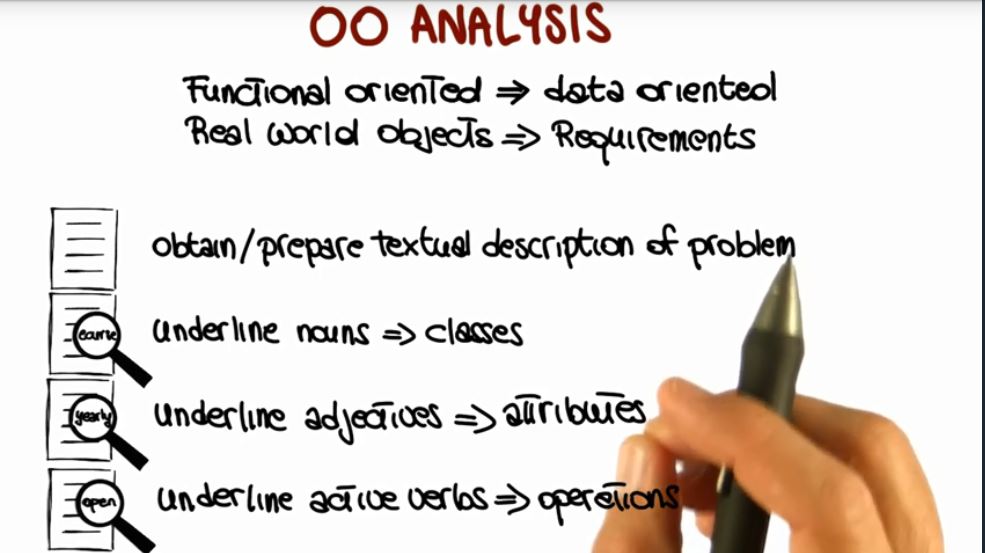 OO ANALYSIS
Functional oriented ⇒ data oriented
Real world objects ⇒ Requirements
obtain/prepare textual description of problem
course
underline nouns ⇒ classes
yearly
underline adjectives ⇒ attributes
open
underline active verbs ⇒ operations